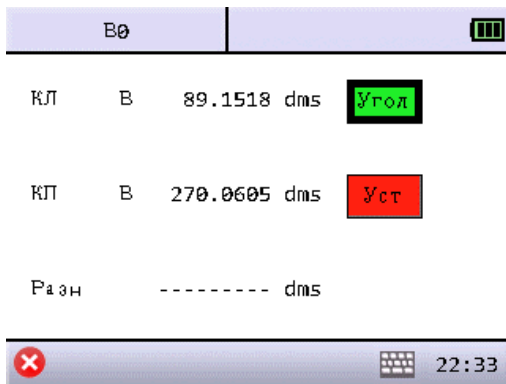 В0
КЛ В 89.1518 dms Угол
КП В 270.0605 dms Уст
Разн --------- dms
22:33